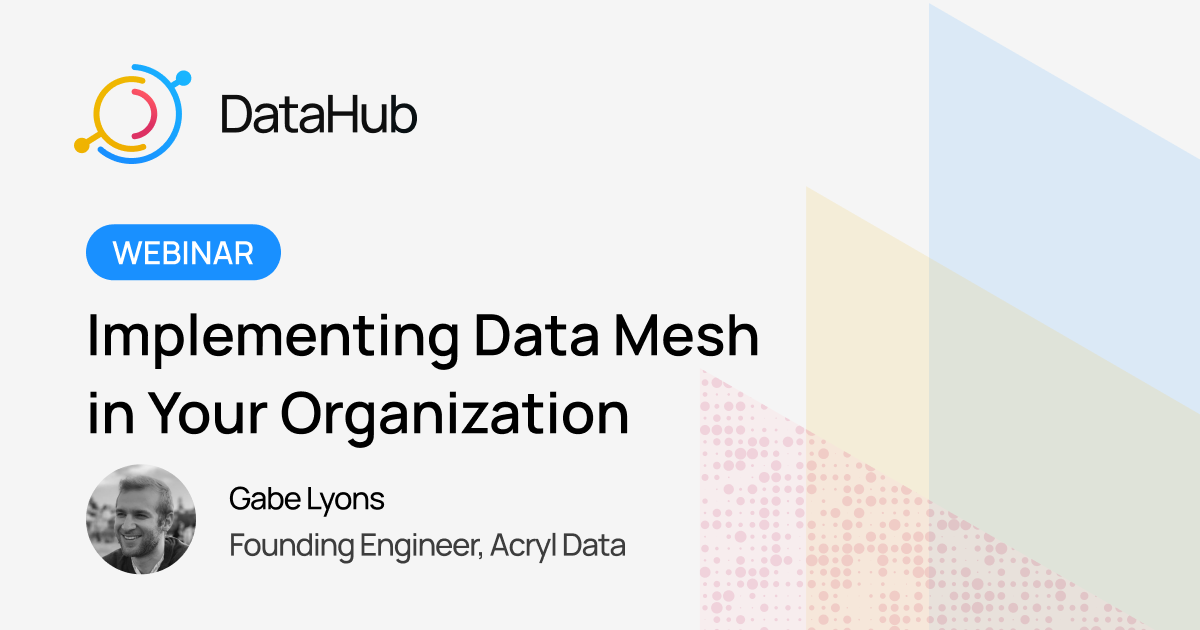 DataHub
WEBINAR
Implementing Data Mesh
in Your Organization
Gabe Lyons
Founding Engineer, Acryl Data